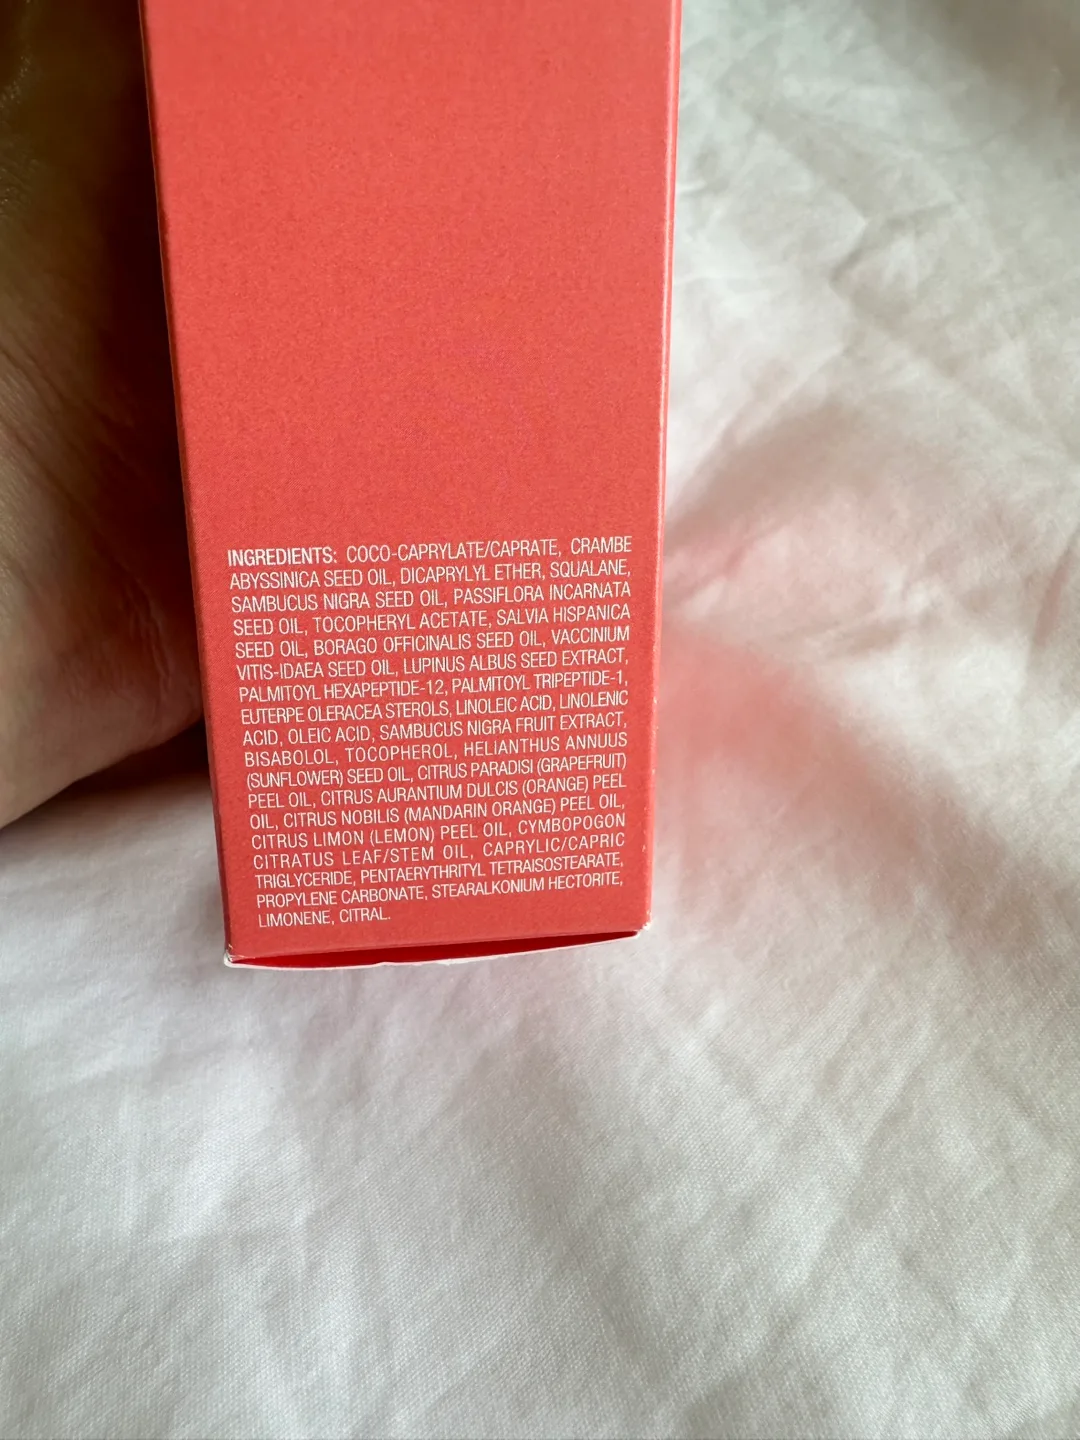 INGREDIENTS: COCO-CAPRYLATE/CAPRATE, CRAMBE
ABYSSINICA SEED OIL, DICAPRYLYL ETHER, SQUALANE,
SAMBUCUS NIGRA SEED OIL, PASSIFLORA INCARNATA
SEED OIL, TOCOPHERYL ACETATE, SALVIA HISPANICA
SEED OIL, BORAGO OFFICINALIS SEED OIL, VACCINIUM
VITIS-IDAEA SEED OIL, LUPINUS ALBUS SEED EXTRACT,
PALMITOYL HEXAPEPTIDE-12, PALMITOYL TRIPEPTIDE-1,
EUTERPE OLERACEA STEROLS, LINOLEIC ACID, LINOLENIC
ACID, OLEIC ACID, SAMBUCUS NIGRA FRUIT EXTRACT,
BISABOLOL, TOCOPHEROL, HELIANTHUS ANNUUS
(SUNFLOWER) SEED OIL, CITRUS PARADISI (GRAPEFRUIT)
PEEL OIL, CITRUS AURANTIUM DULCIS (ORANGE) PEEL
OIL, CITRUS NOBILIS (MANDARIN ORANGE) PEEL OIL,
CITRUS LIMON (LEMON) PEEL OIL, CYMBOPOGON
CITRATUS LEAF/STEM OIL, CAPRYLIC/CAPRIC
TRIGLYCERIDE, PENTAERYTHRITYL TETRAISOSTEARATE,
PROPYLENE CARBONATE, STEARALKONIUM HECTORITE,
LIMONENE, CITRAL.